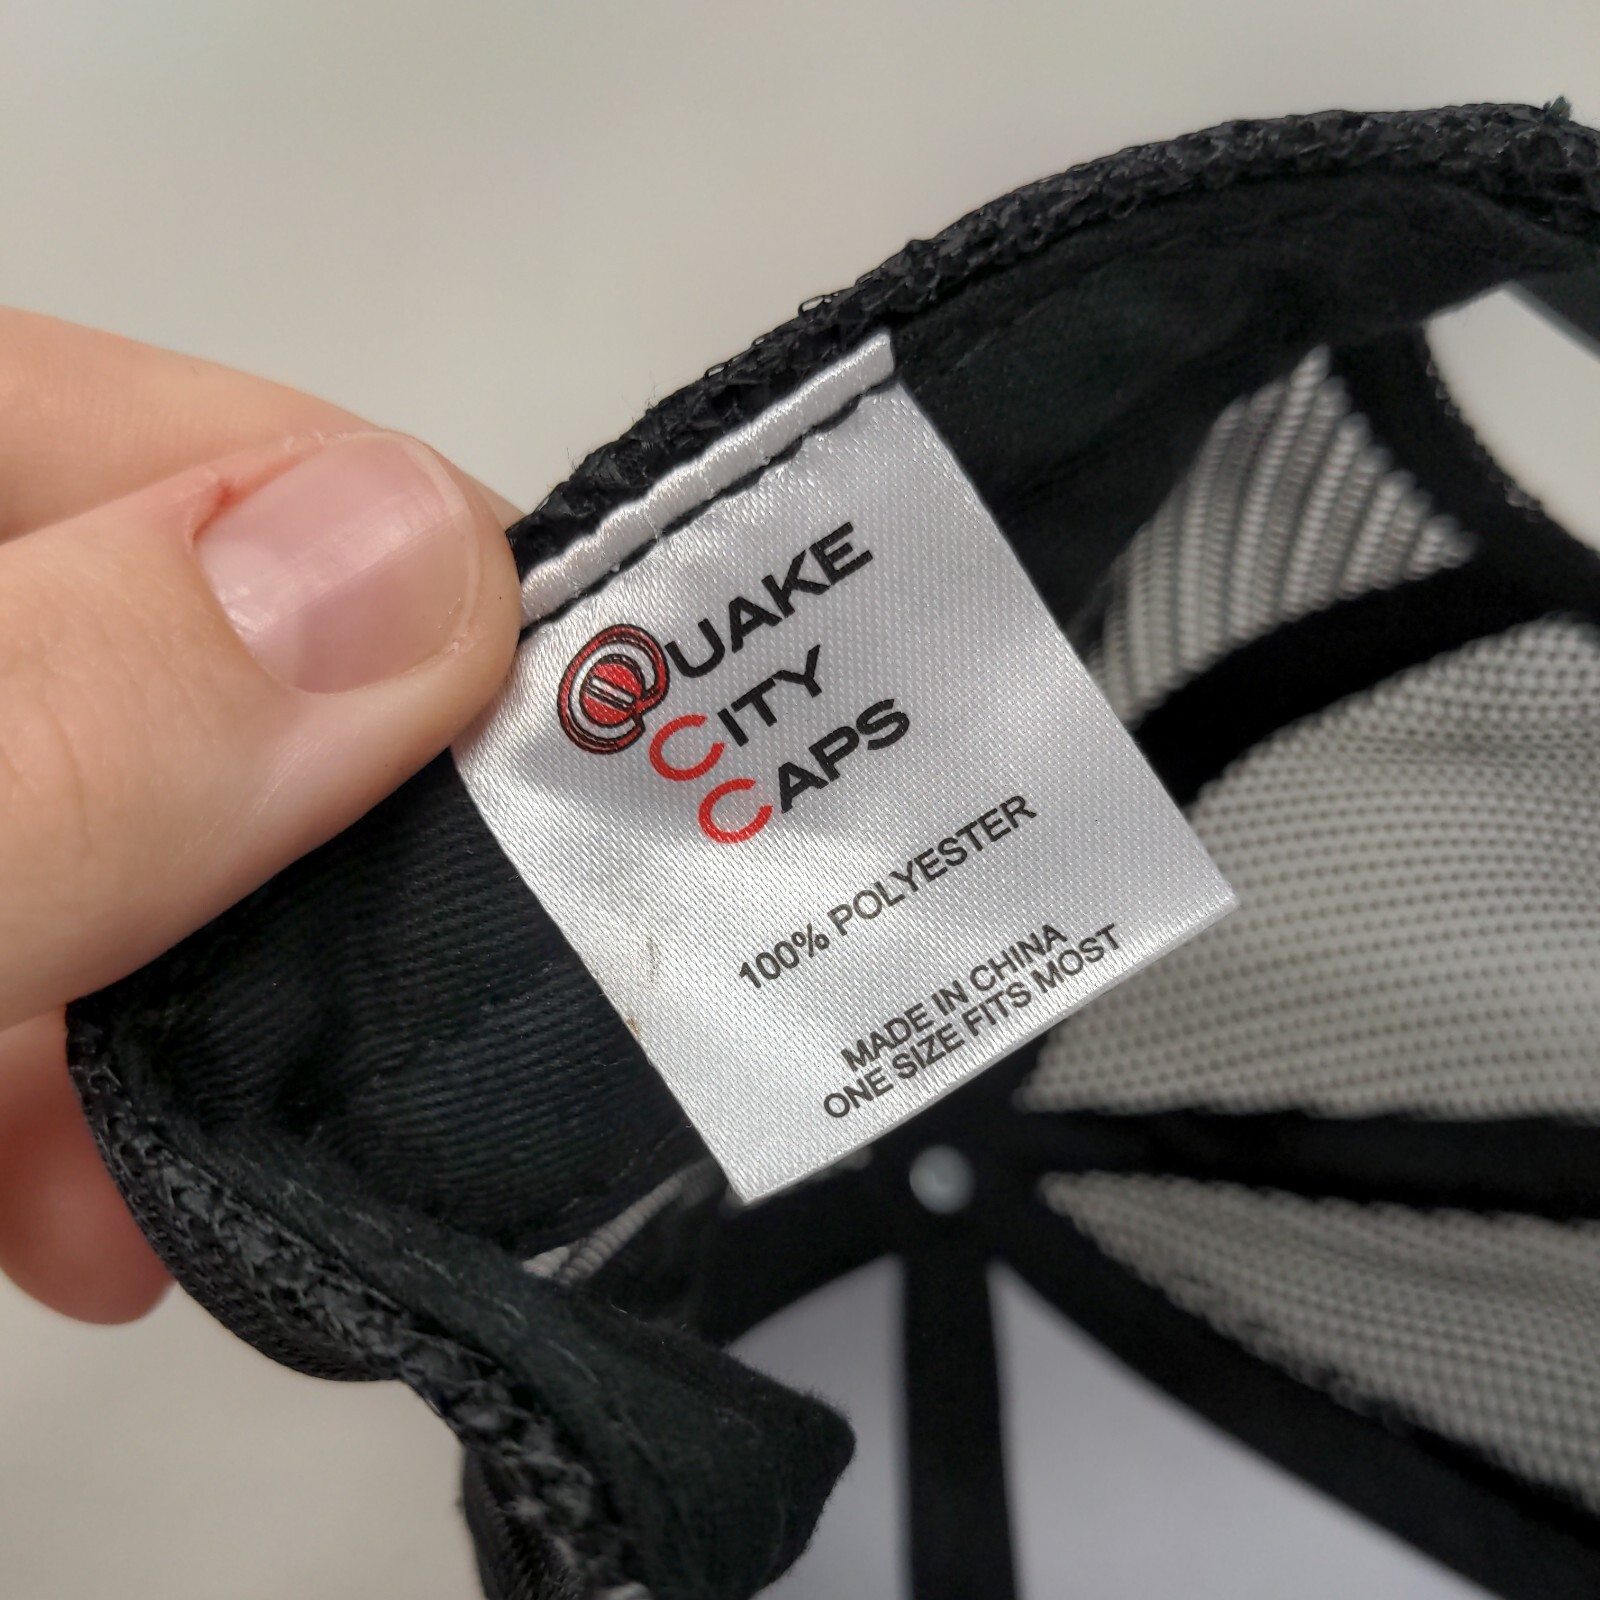 QUAKE
CITY
CAPS
100% POLYESTER
MADE IN CHINA
ONE SIZE FITS MOST